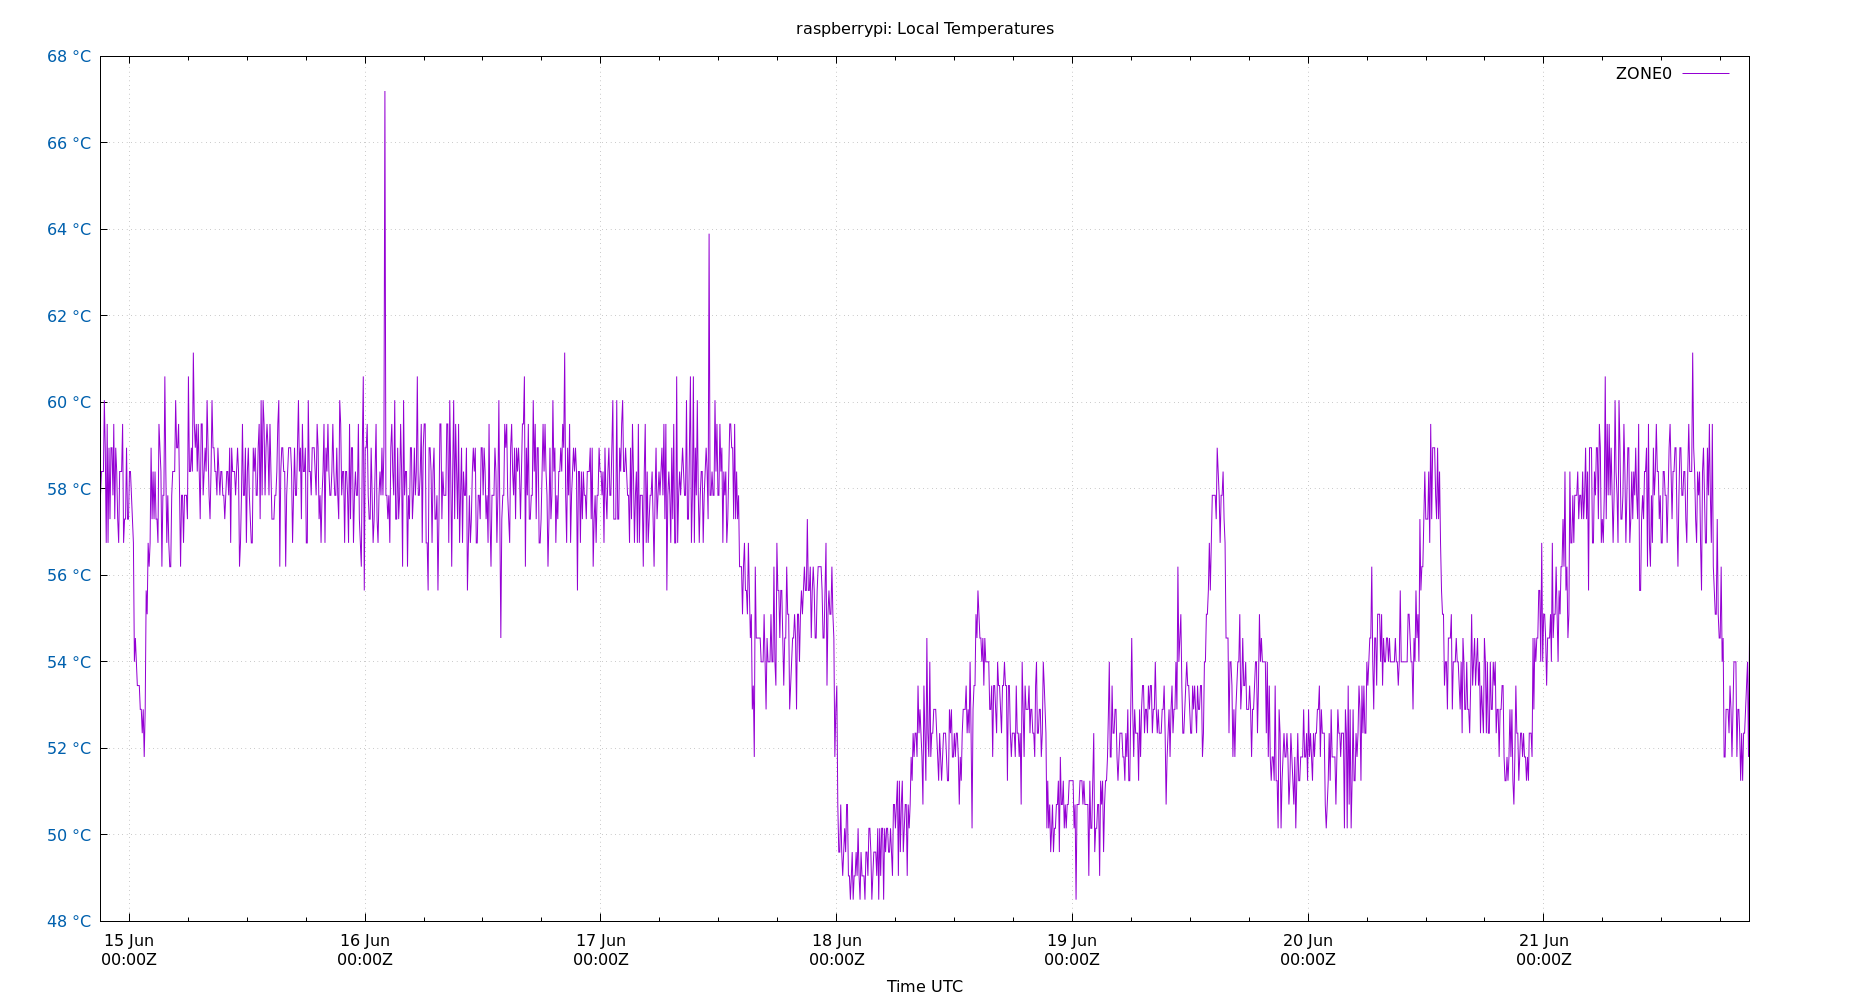 raspberrypi: Local Temperatures
68 °C
ZONE0
66 °C
64 °C
62 °C
60 °C
58 °C
56 °C
54 °C
52 °C
50 °C
48 °C
15 Jun 16 Jun 17 Jun 18 Jun 19 Jun 20 Jun 21 Jun
00:00Z 00:00Z 00:00Z 00:00Z 00:00Z 00:00Z 00:00Z
Time UTC